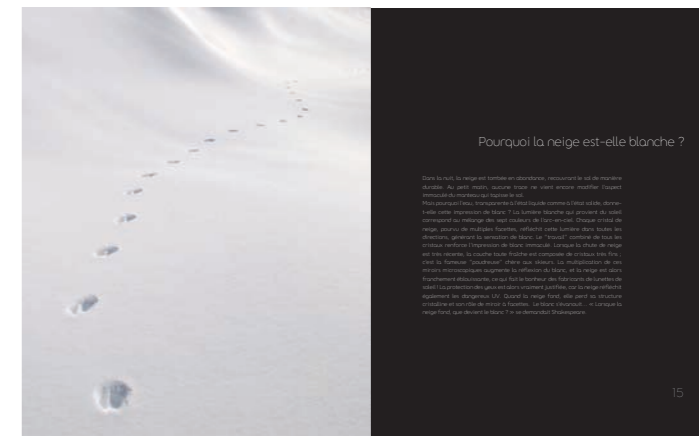 Pourquoi la neige est-elle blanche ?
Dans la nuit, la neige est tombée en abondance, recouvrant le sol de manière
durable. Au petit matin, aucune trace ne vient encore modifier l'aspect
immaculé du manteau qui tapisse le sol.
Mais pourquoi l'eau, transparente à l'état liquide comme à l'état solide, donne-
t-elle cette impression de blanc ? La lumière blanche qui provient du soleil
correspond au mélange des sept couleurs de l'arc-en-ciel. Chaque cristal de
neige, pourvu de multiples facettes, réfléchit cette lumière dans toutes les
directions, générant la sensation de blanc. Le "travail" combiné de tous les
cristaux renforce l'impression de blanc immaculé. Lorsque la chute de neige
est très récente, la couche toute fraîche est composée de cristaux très fins ;
c'est la fameuse "poudreuse" chère aux skieurs. La multiplication de ces
miroirs microscopiques augmente la réflexion du blanc, et la neige est alors
franchement éblouissante, ce qui fait le bonheur des fabricants de lunettes de
soleil ! La protection des yeux est alors vraiment justifiée, car la neige réfléchit
également les dangereux UV. Quand la neige fond, elle perd sa structure
cristalline et son rôle de miroir à facettes. Le blanc s'évanouit... « Lorsque la
neige fond, que devient le blanc ? » se demandait Shakespeare.
15